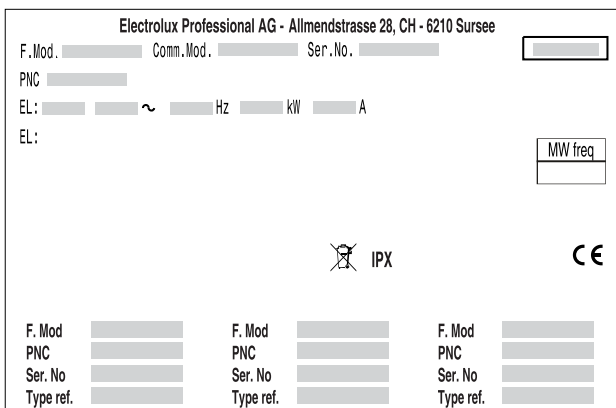 Electrolux Professional AG - Allmendstrasse 28, CH - 6210 Sursee
F.Mod. Comm.Mod. Ser.No.
PNC
EL: ~ Hz kW A
EL:
MW freq
IPX CE
F. Mod F. Mod F. Mod
PNC PNC PNC
Ser. No Ser. No Ser. No
Type ref. Type ref. Type ref.